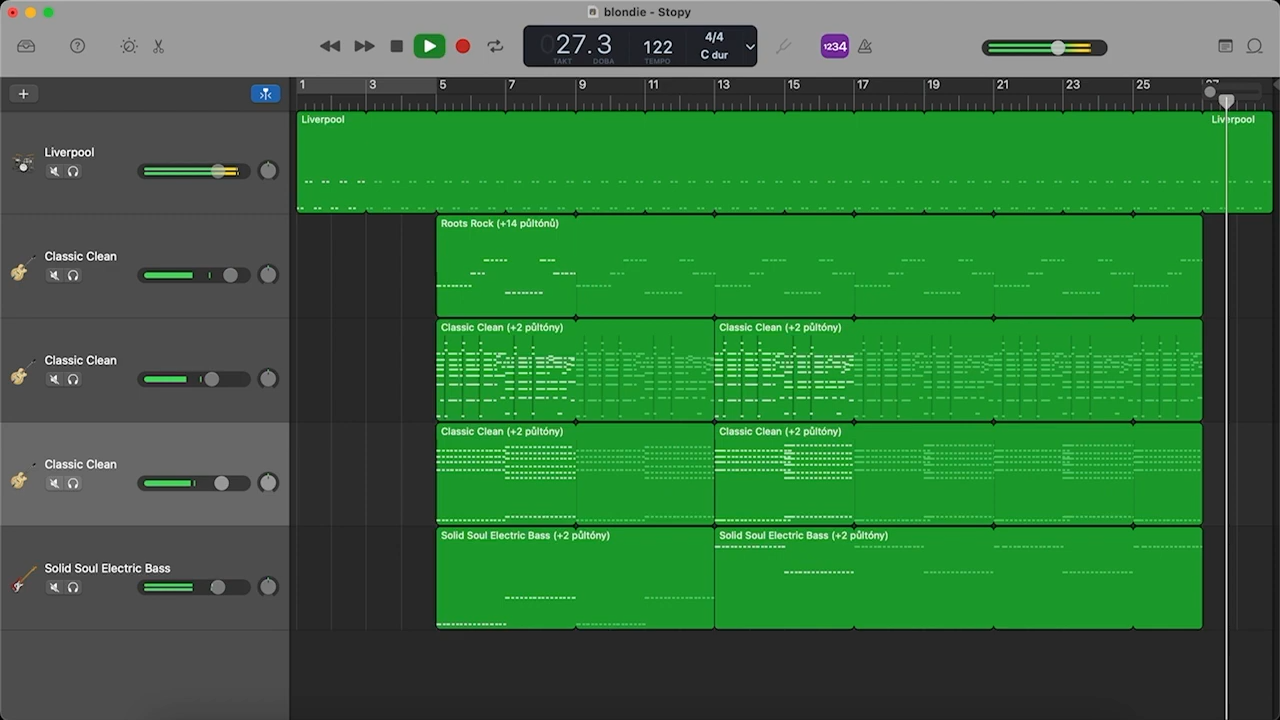 blondie - Stopy
027.3
TAKT DOBA
122
TEMPO
4/4
C dur
1234
1 3 5 7 9 11 13 15 17 19 21 23 25 27
Liverpool
Liverpool Liverpool
Classic Clean
Roots Rock (+14 půltónů)
Classic Clean
Classic Clean (+2 půltóny) Classic Clean (+2 půltóny)
Classic Clean
Classic Clean (+2 půltóny) Classic Clean (+2 půltóny)
Solid Soul Electric Bass
Solid Soul Electric Bass (+2 půltóny) Solid Soul Electric Bass (+2 půltóny)